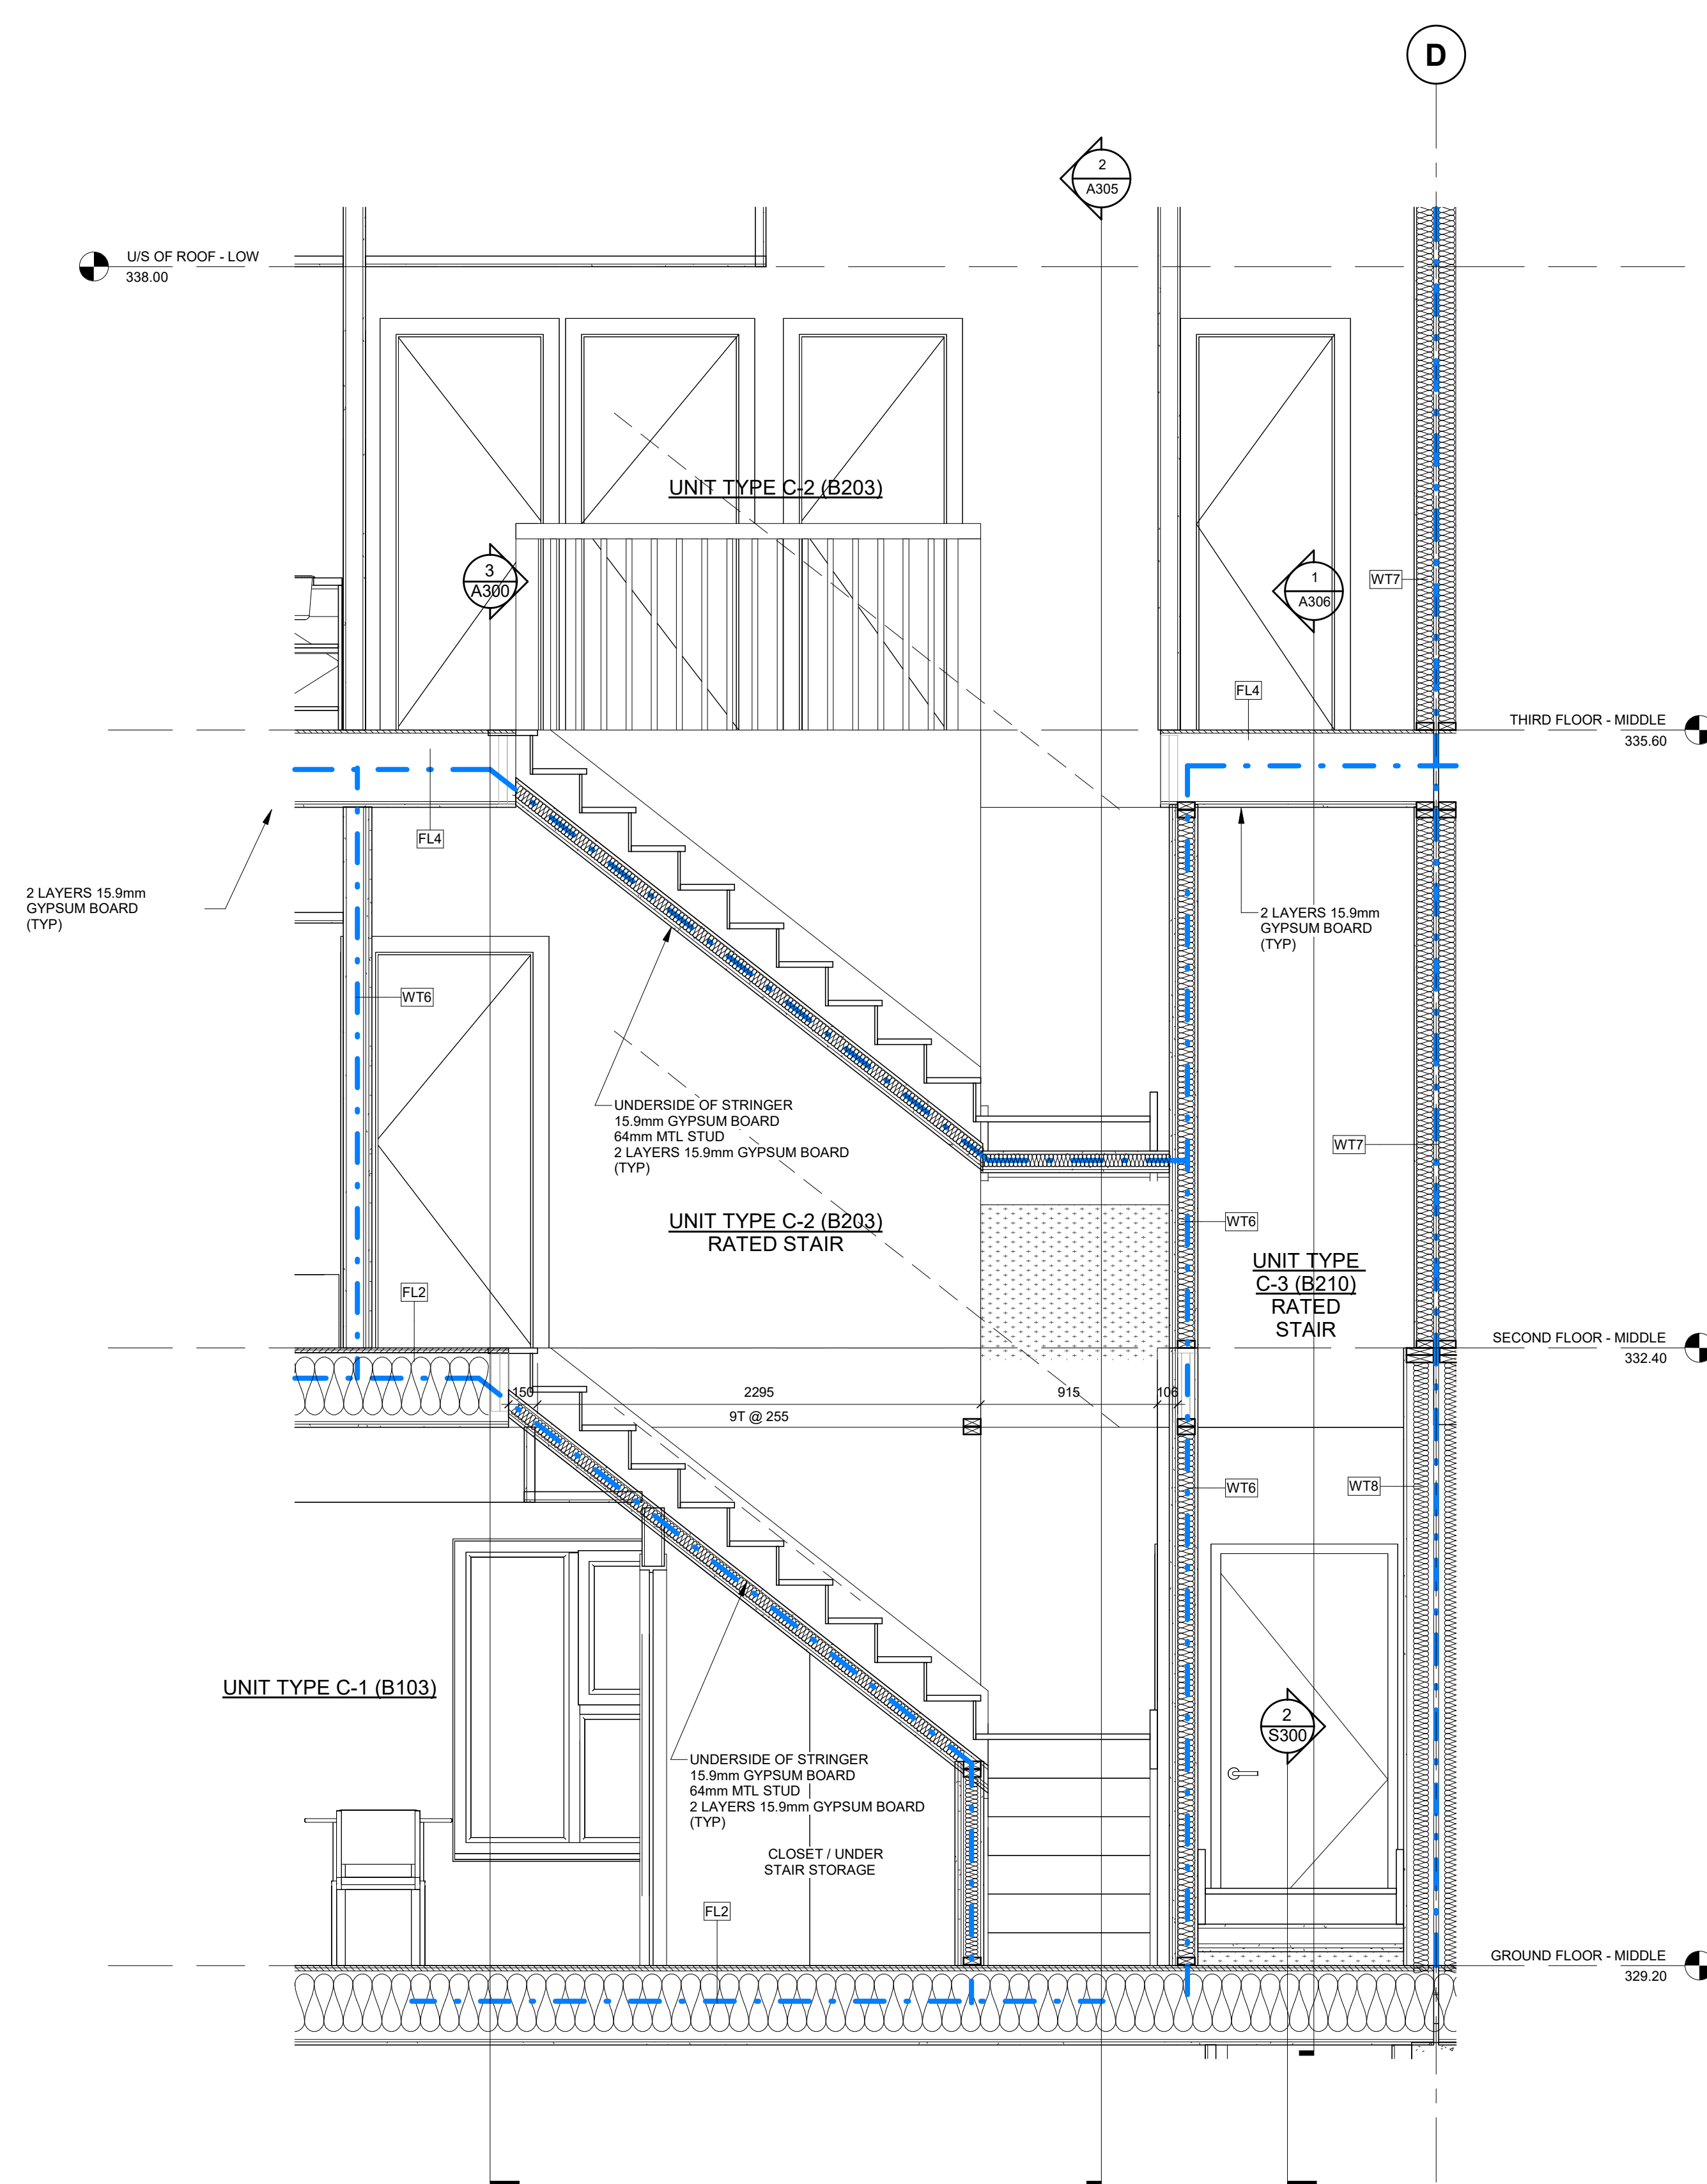 D
2
A305
U/S OF ROOF - LOW
338.00
UNIT TYPE C-2 (B203)
3
A300
WT7
1
A306
FL4
THIRD FLOOR - MIDDLE
335.60
FL4
2 LAYERS 15.9mm
GYPSUM BOARD
(TYP)
2 LAYERS 15.9mm
GYPSUM BOARD
(TYP)
WT6
UNDERSIDE OF STRINGER
15.9mm GYPSUM BOARD
64mm MTL STUD
2 LAYERS 15.9mm GYPSUM BOARD
(TYP)
WT7
UNIT TYPE C-2 (B203)
RATED STAIR
WT6
UNIT TYPE
C-3 (B210)
RATED
STAIR
FL2
SECOND FLOOR - MIDDLE
332.40
150
2295
915
106
9T @ 255
WT6
WT8
UNIT TYPE C-1 (B103)
2
S300
UNDERSIDE OF STRINGER
15.9mm GYPSUM BOARD
64mm MTL STUD
2 LAYERS 15.9mm GYPSUM BOARD
(TYP)
CLOSET / UNDER
STAIR STORAGE
FL2
GROUND FLOOR - MIDDLE
329.20